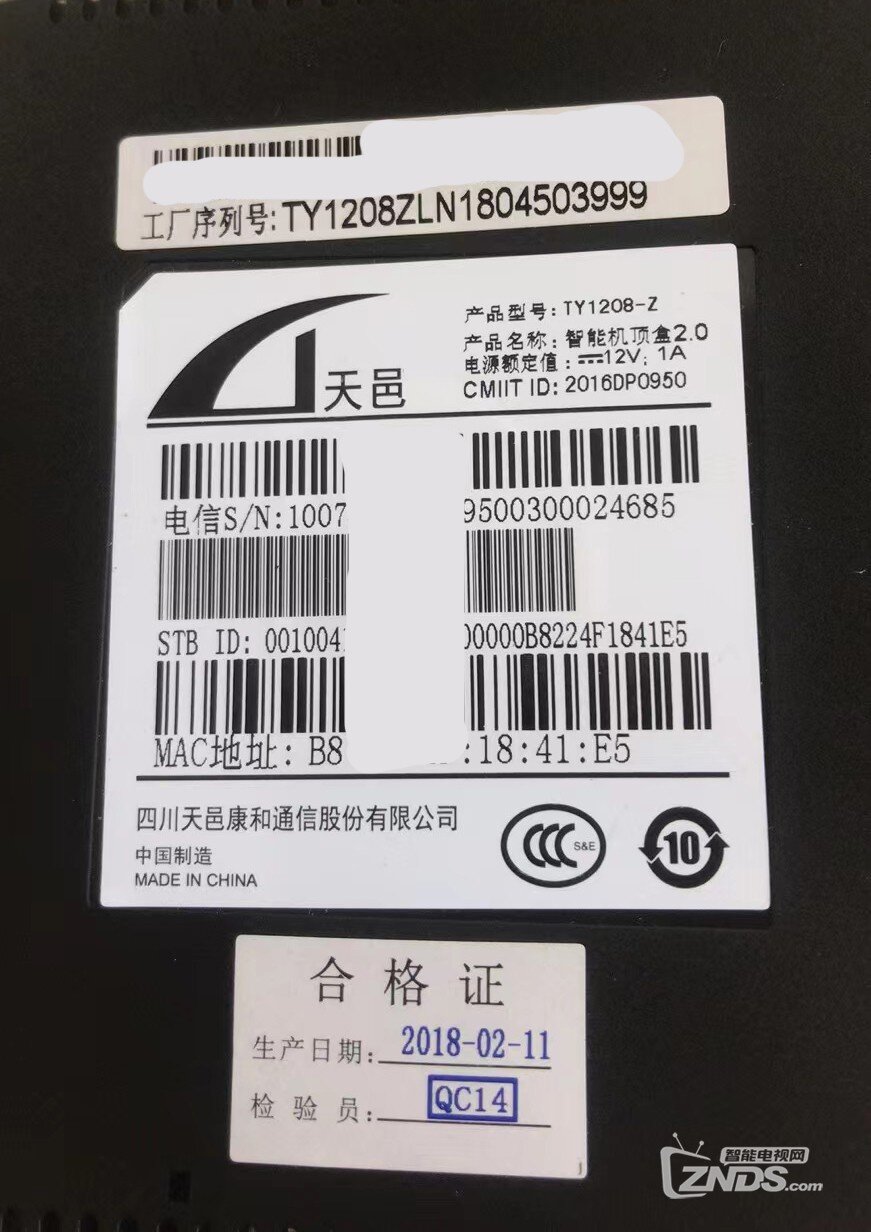 工厂序列号:TY1208ZLN1804503999
天邑
产品型号:TY1208-Z
产品名称:智能机顶盒2.0
电源额定值:⎓12V; 1A
CMIIT ID: 2016DP0950
电信S/N:1007 9500300024685
STB ID: 001004 00000B8224F1841E5
MAC地址: B8 :18:41:E5
四川天邑康和通信股份有限公司
中国制造
MADE IN CHINA
CCC S&E
10
合格证
生产日期: 2018-02-11
检验员: QC14
智能电视网
ZNDS.com